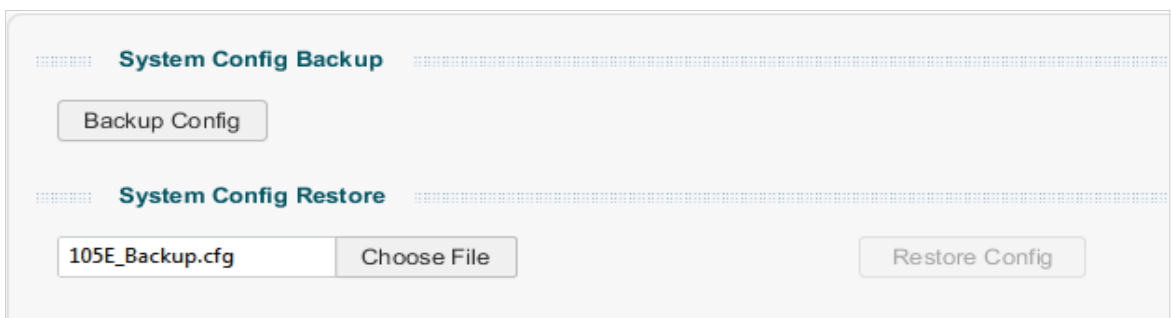 System Config Backup
Backup Config
System Config Restore
105E_Backup.cfg Choose File Restore Config